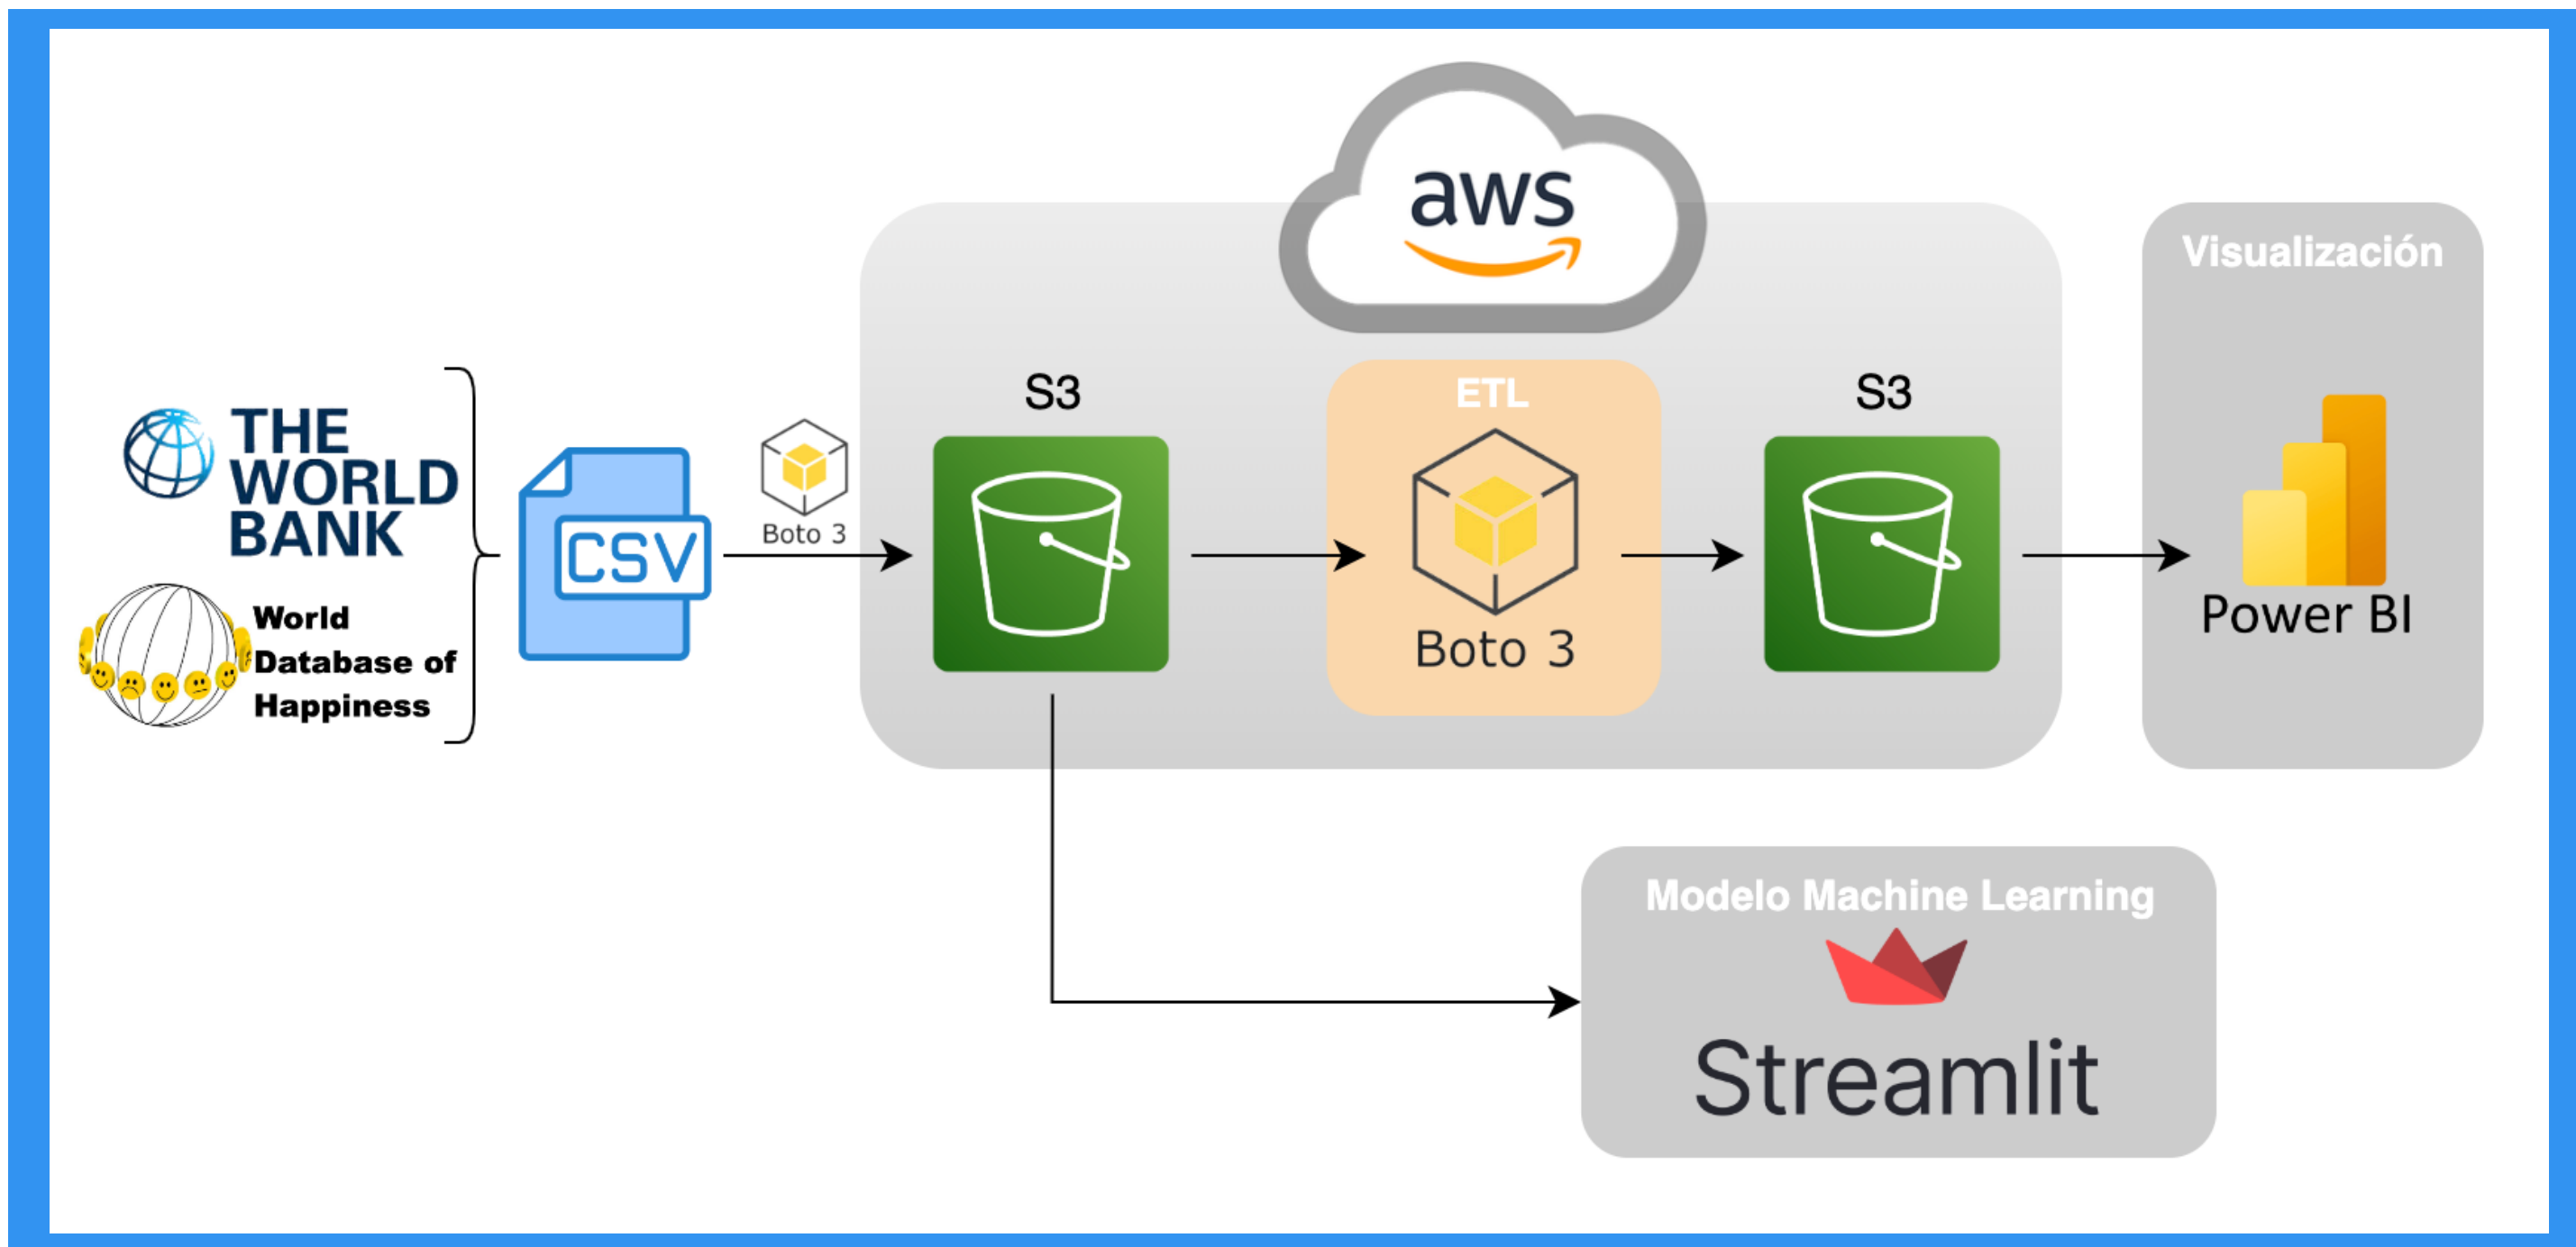 THE
WORLD
BANK
World
Database of
Happiness
CSV
Boto 3
aws
S3
ETL
Boto 3
S3
Visualización
Power BI
Modelo Machine Learning
Streamlit